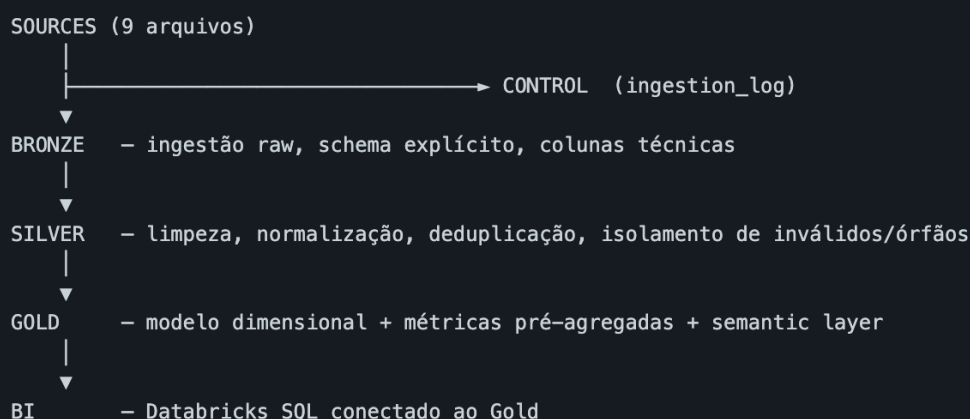 SOURCES (9 arquivos)
CONTROL (ingestion_log)
BRONZE — ingestão raw, schema explícito, colunas técnicas
SILVER — limpeza, normalização, deduplicação, isolamento de inválidos/órfãos
GOLD — modelo dimensional + métricas pré-agregadas + semantic layer
BI — Databricks SQL conectado ao Gold